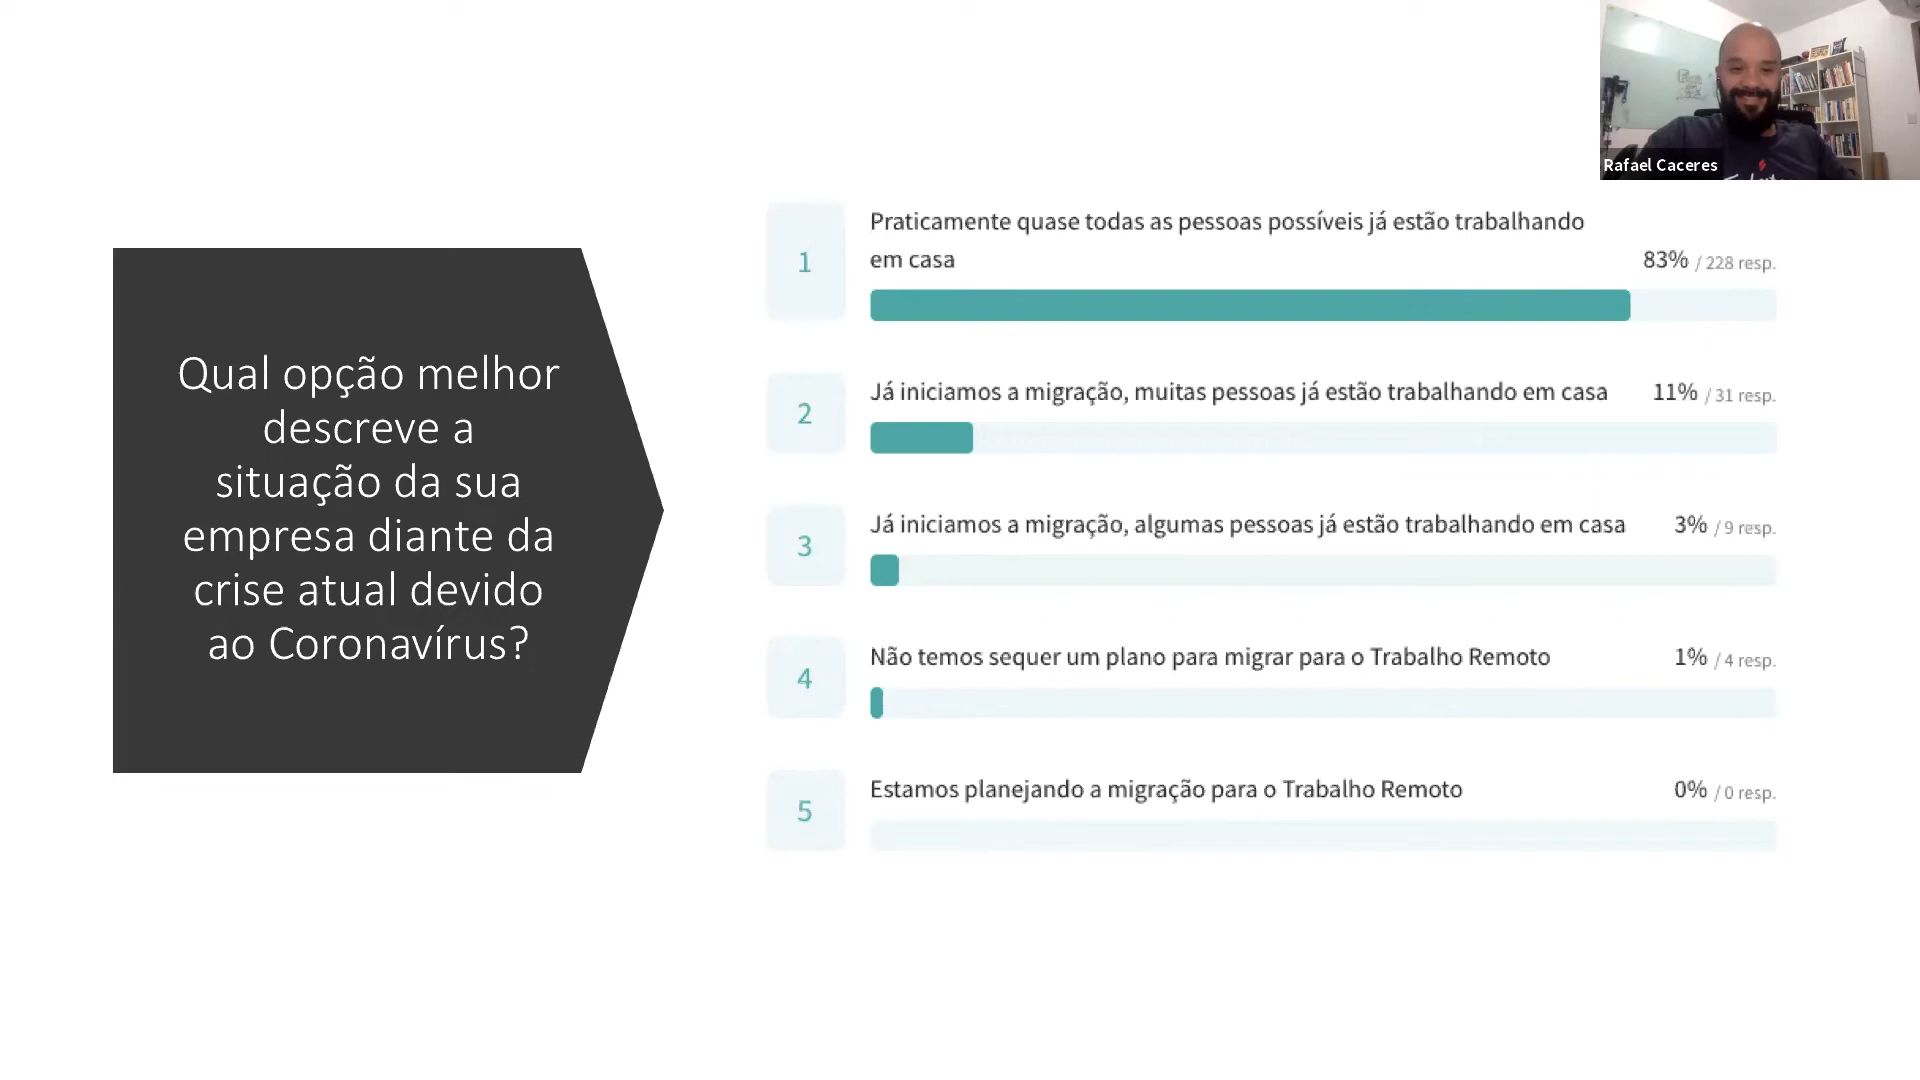 Rafael Caceres
Qual opção melhor
descreve a
situação da sua
empresa diante da
crise atual devido
ao Coronavírus?
1
Praticamente quase todas as pessoas possíveis já estão trabalhando
em casa
83% / 228 resp.
2
Já iniciamos a migração, muitas pessoas já estão trabalhando em casa
11% / 31 resp.
3
Já iniciamos a migração, algumas pessoas já estão trabalhando em casa
3% / 9 resp.
4
Não temos sequer um plano para migrar para o Trabalho Remoto
1% / 4 resp.
5
Estamos planejando a migração para o Trabalho Remoto
0% / 0 resp.